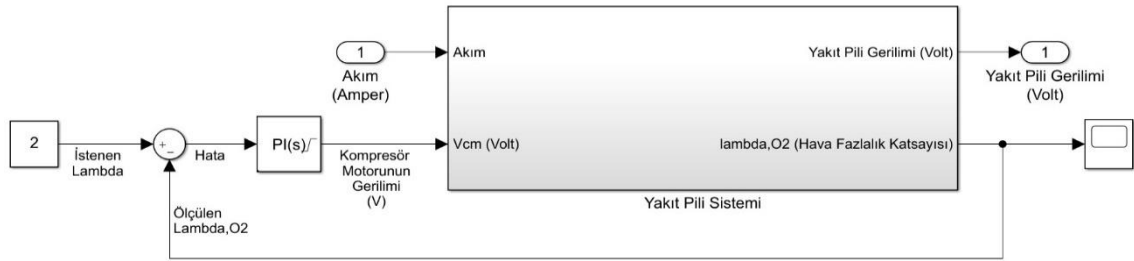 1
Akım
(Amper)
Akım
Yakıt Pili Gerilimi (Volt)
1
Yakıt Pili Gerilimi
(Volt)
2
İstenen
Lambda
+
−
Hata
PI(s)
Kompresör
Motorunun
Gerilimi
(V)
Vcm (Volt)
lambda,O2 (Hava Fazlalık Katsayısı)
Yakıt Pili Sistemi
Ölçülen
Lambda,O2